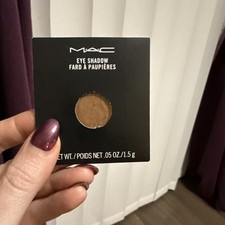 MAC
EYE SHADOW
FARD À PAUPIÈRES
ET WT./POIDS NET .05 OZ./1.5 g